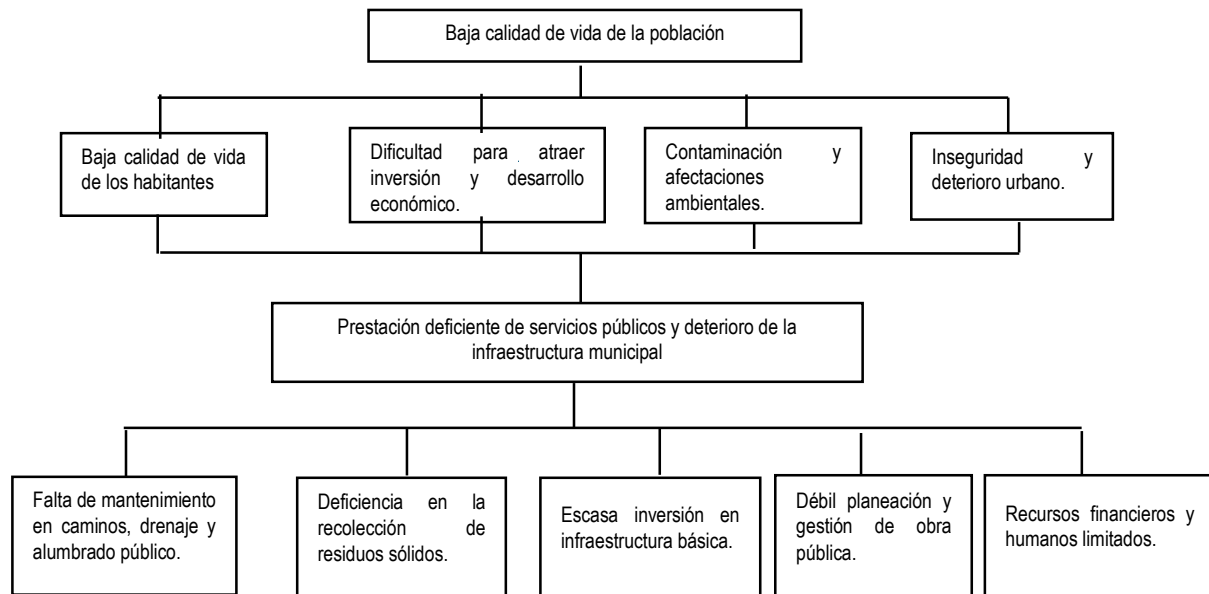 Baja calidad de vida de la población
Baja calidad de vida
de los habitantes
Dificultad para atraer
inversión y desarrollo
económico.
Contaminación y
afectaciones
ambientales.
Inseguridad y
deterioro urbano.
Prestación deficiente de servicios públicos y deterioro de la
infraestructura municipal
Falta de mantenimiento
en caminos, drenaje y
alumbrado público.
Deficiencia en la
recolección de
residuos sólidos.
Escasa inversión en
infraestructura básica.
Débil planeación y
gestión de obra
pública.
Recursos financieros y
humanos limitados.